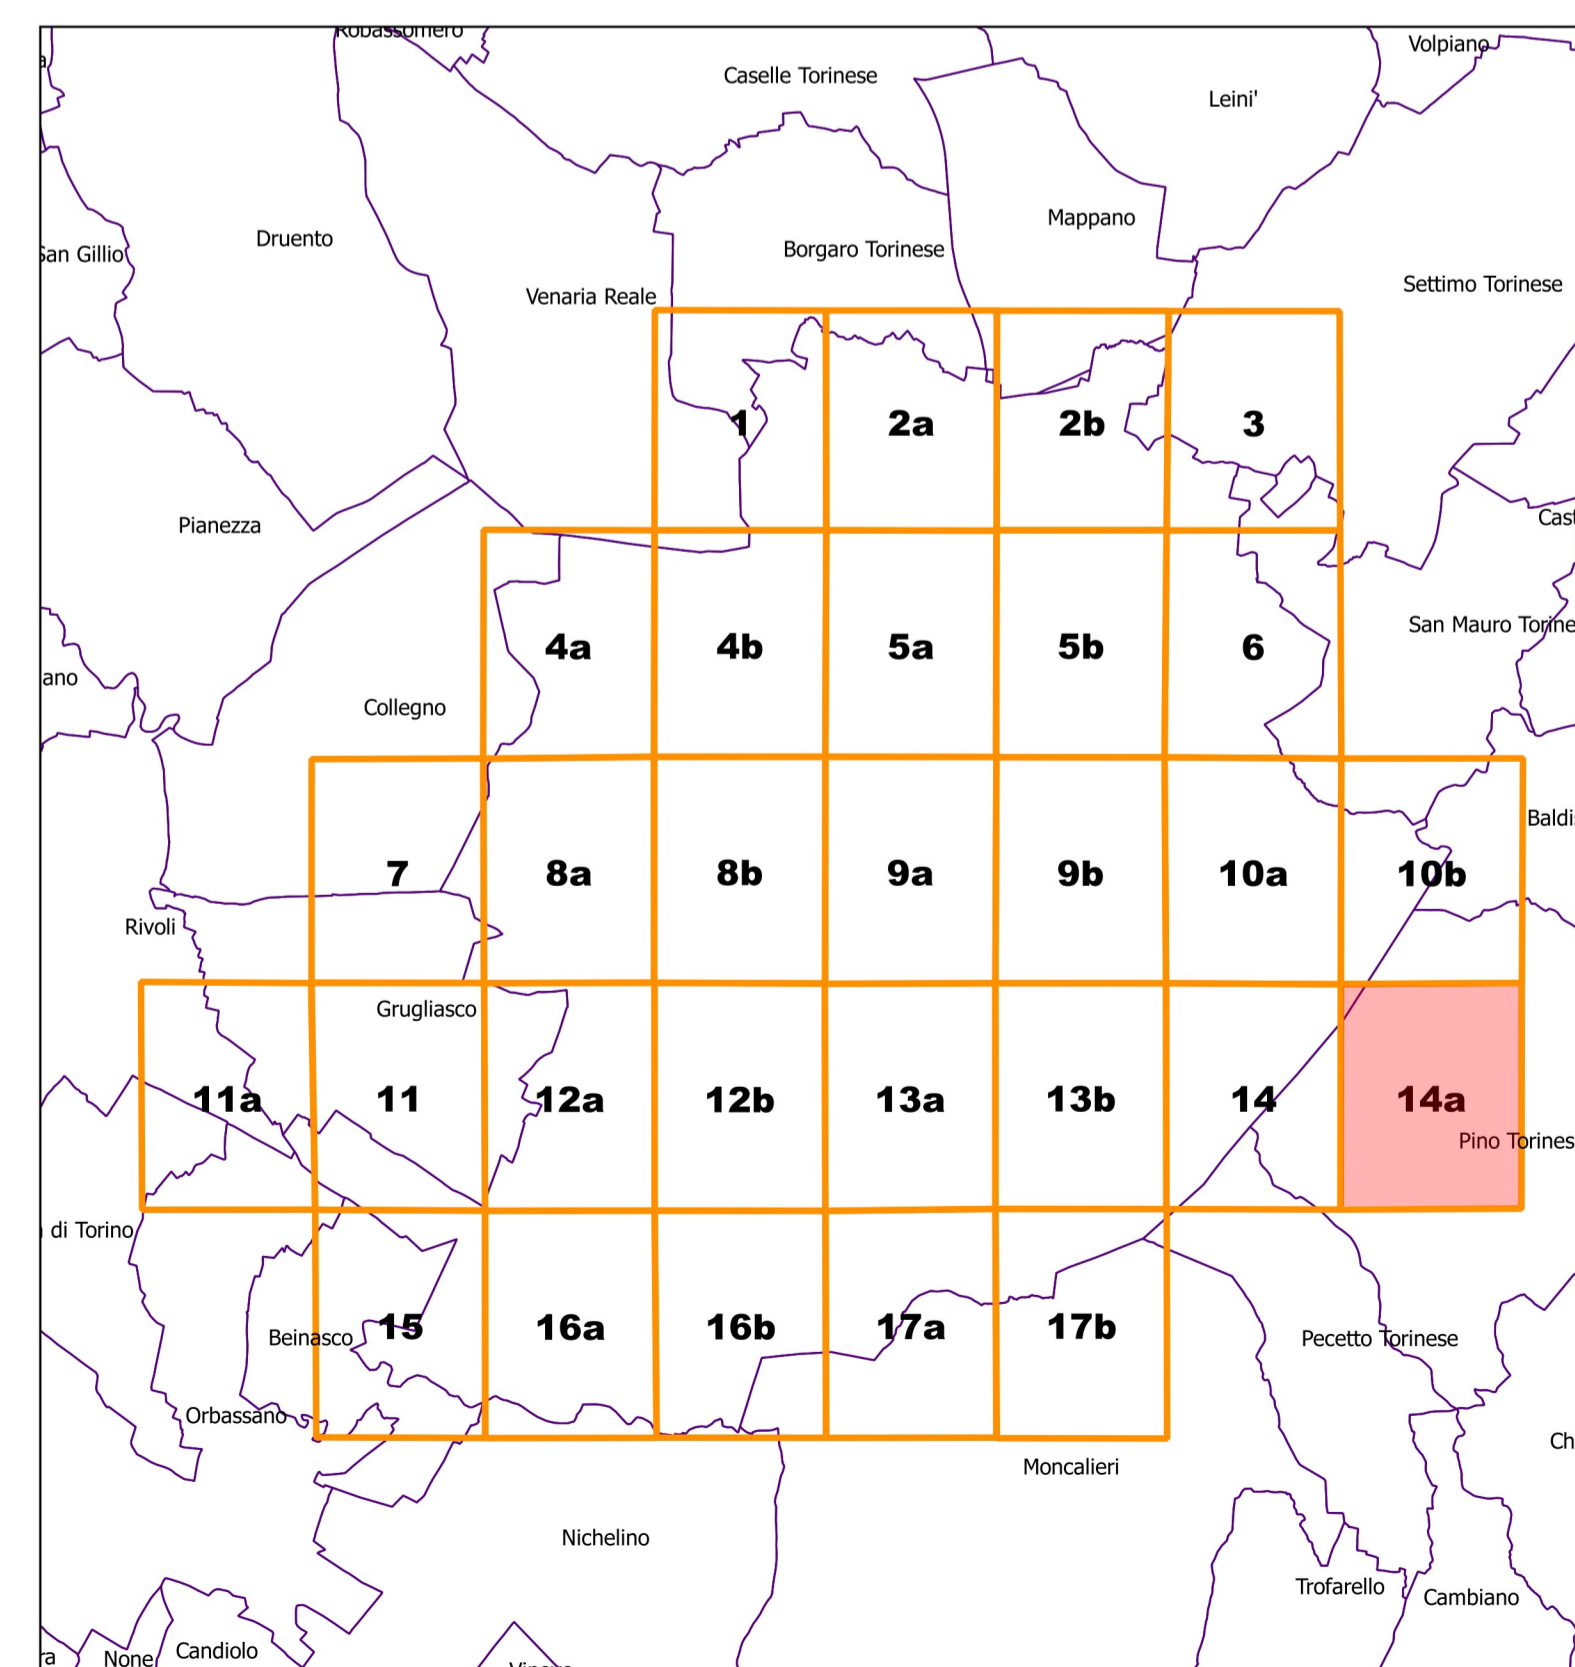 Robassomero
Volpiano
Caselle Torinese
Leini'
Mappano
Druento
Borgaro Torinese
San Gillio
Settimo Torinese
Venaria Reale
1 2a 2b 3
Pianezza
Cast
San Mauro Torine
4a 4b 5a 5b 6
ano
Collegno
Baldi
7 8a 8b 9a 9b 10a 10b
Rivoli
Grugliasco
11a 11 12a 12b 13a 13b 14 14a
Pino Torines
di Torino
15 16a 16b 17a 17b
Beinasco
Pecetto Torinese
Orbassano
Ch
Moncalieri
Nichelino
Trofarello
Cambiano
Candiolo
None
ra